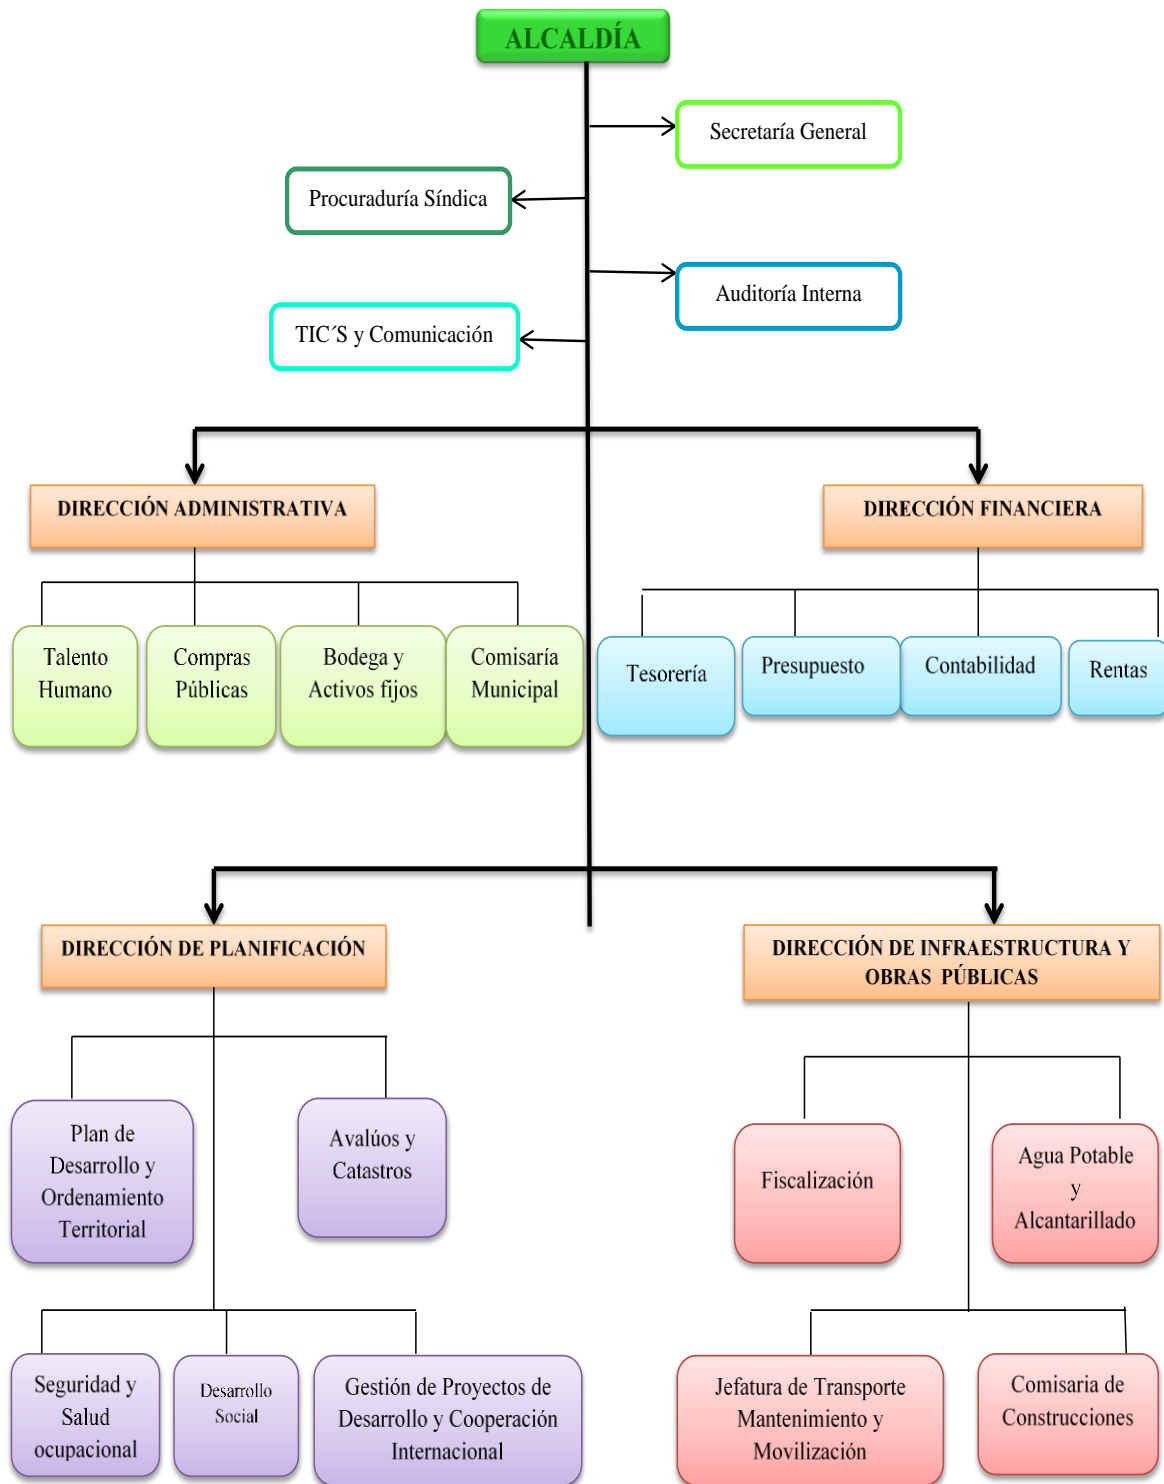 ALCALDÍA
Secretaría General
Procuraduría Síndica
Auditoría Interna
TIC´S y Comunicación
DIRECCIÓN ADMINISTRATIVA
DIRECCIÓN FINANCIERA
Talento
Humano
Compras
Públicas
Bodega y
Activos fijos
Comisaría
Municipal
Tesorería
Presupuesto
Contabilidad
Rentas
DIRECCIÓN DE PLANIFICACIÓN
DIRECCIÓN DE INFRAESTRUCTURA Y
OBRAS PÚBLICAS
Plan de
Desarrollo y
Ordenamiento
Territorial
Avalúos y
Catastros
Fiscalización
Agua Potable
y
Alcantarillado
Seguridad y
Salud
ocupacional
Desarrollo
Social
Gestión de Proyectos de
Desarrollo y Cooperación
Internacional
Jefatura de Transporte
Mantenimiento y
Movilización
Comisaria de
Construcciones